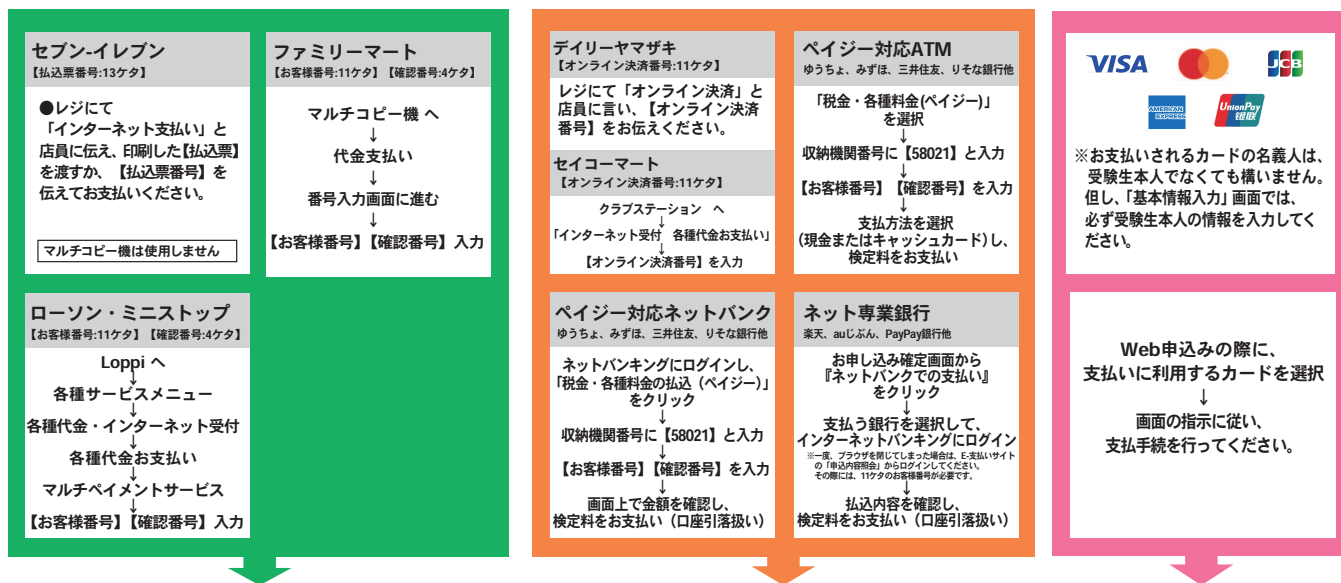 セブン-イレブン
【払込票番号:13ケタ】
●レジにて
「インターネット支払い」と
店員に伝え、印刷した【払込票】
を渡すか、【払込票番号】を
伝えてお支払いください。
マルチコピー機は使用しません
ファミリーマート
【お客様番号:11ケタ】【確認番号:4ケタ】
マルチコピー機 へ
↓
代金支払い
↓
番号入力画面に進む
↓
【お客様番号】【確認番号】入力
ローソン・ミニストップ
【お客様番号:11ケタ】【確認番号:4ケタ】
Loppi へ
↓
各種サービスメニュー
↓
各種代金・インターネット受付
↓
各種代金お支払い
↓
マルチペイメントサービス
↓
【お客様番号】【確認番号】入力
デイリーヤマザキ
【オンライン決済番号:11ケタ】
レジにて「オンライン決済」と
店員に言い、【オンライン決済
番号】をお伝えください。
セイコーマート
【オンライン決済番号:11ケタ】
クラブステーション へ
↓
「インターネット受付 各種代金お支払い」
↓
【オンライン決済番号】を入力
ペイジー対応ATM
ゆうちょ、みずほ、三井住友、りそな銀行他
「税金・各種料金(ペイジー)」
を選択
↓
収納機関番号に【58021】と入力
↓
【お客様番号】【確認番号】を入力
↓
支払方法を選択
(現金またはキャッシュカード)し、
検定料をお支払い
ペイジー対応ネットバンク
ゆうちょ、みずほ、三井住友、りそな銀行他
ネットバンキングにログインし、
「税金・各種料金の払込（ペイジー）」
をクリック
↓
収納機関番号に【58021】と入力
↓
【お客様番号】【確認番号】を入力
↓
画面上で金額を確認し、
検定料をお支払い（口座引落扱い）
ネット専業銀行
楽天、auじぶん、PayPay銀行他
お申し込み確定画面から
『ネットバンクでの支払い』
をクリック
↓
支払う銀行を選択して、
インターネットバンキングにログイン
※一度、ブラウザを閉じてしまった場合は、E-支払いサイト
の「申込内容照会」からログインしてください。
その際には、11ケタのお客様番号が必要です。
↓
払込内容を確認し、
検定料をお支払い（口座引落扱い）
VISA
JCB
AMERICAN
EXPRESS
UnionPay
银联
※お支払いされるカードの名義人は、
受験生本人でなくても構いません。
但し、「基本情報入力」画面では、
必ず受験生本人の情報を入力してく
ださい。
Web申込みの際に、
支払いに利用するカードを選択
↓
画面の指示に従い、
支払手続を行ってください。